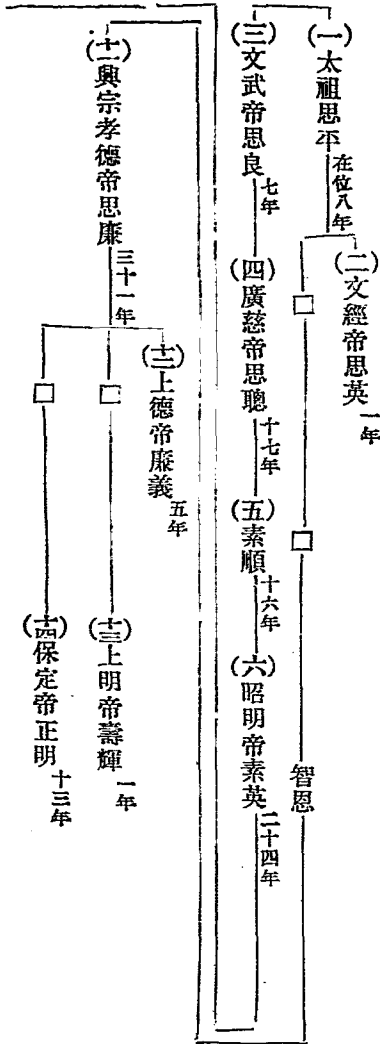 (一)太祖思平 在位八年
(二)文經帝思英 一年
□
□
智恩
(三)文武帝思良 七年
(四)廣慈帝思聰 十七年
(五)素順 十六年
(六)昭明帝素英 二十四年
(十一)興宗孝德帝思廉 三十一年
(十二)上德帝廉義 五年
□
(十三)上明帝壽輝 一年
□
(十四)保定帝正明 十三年